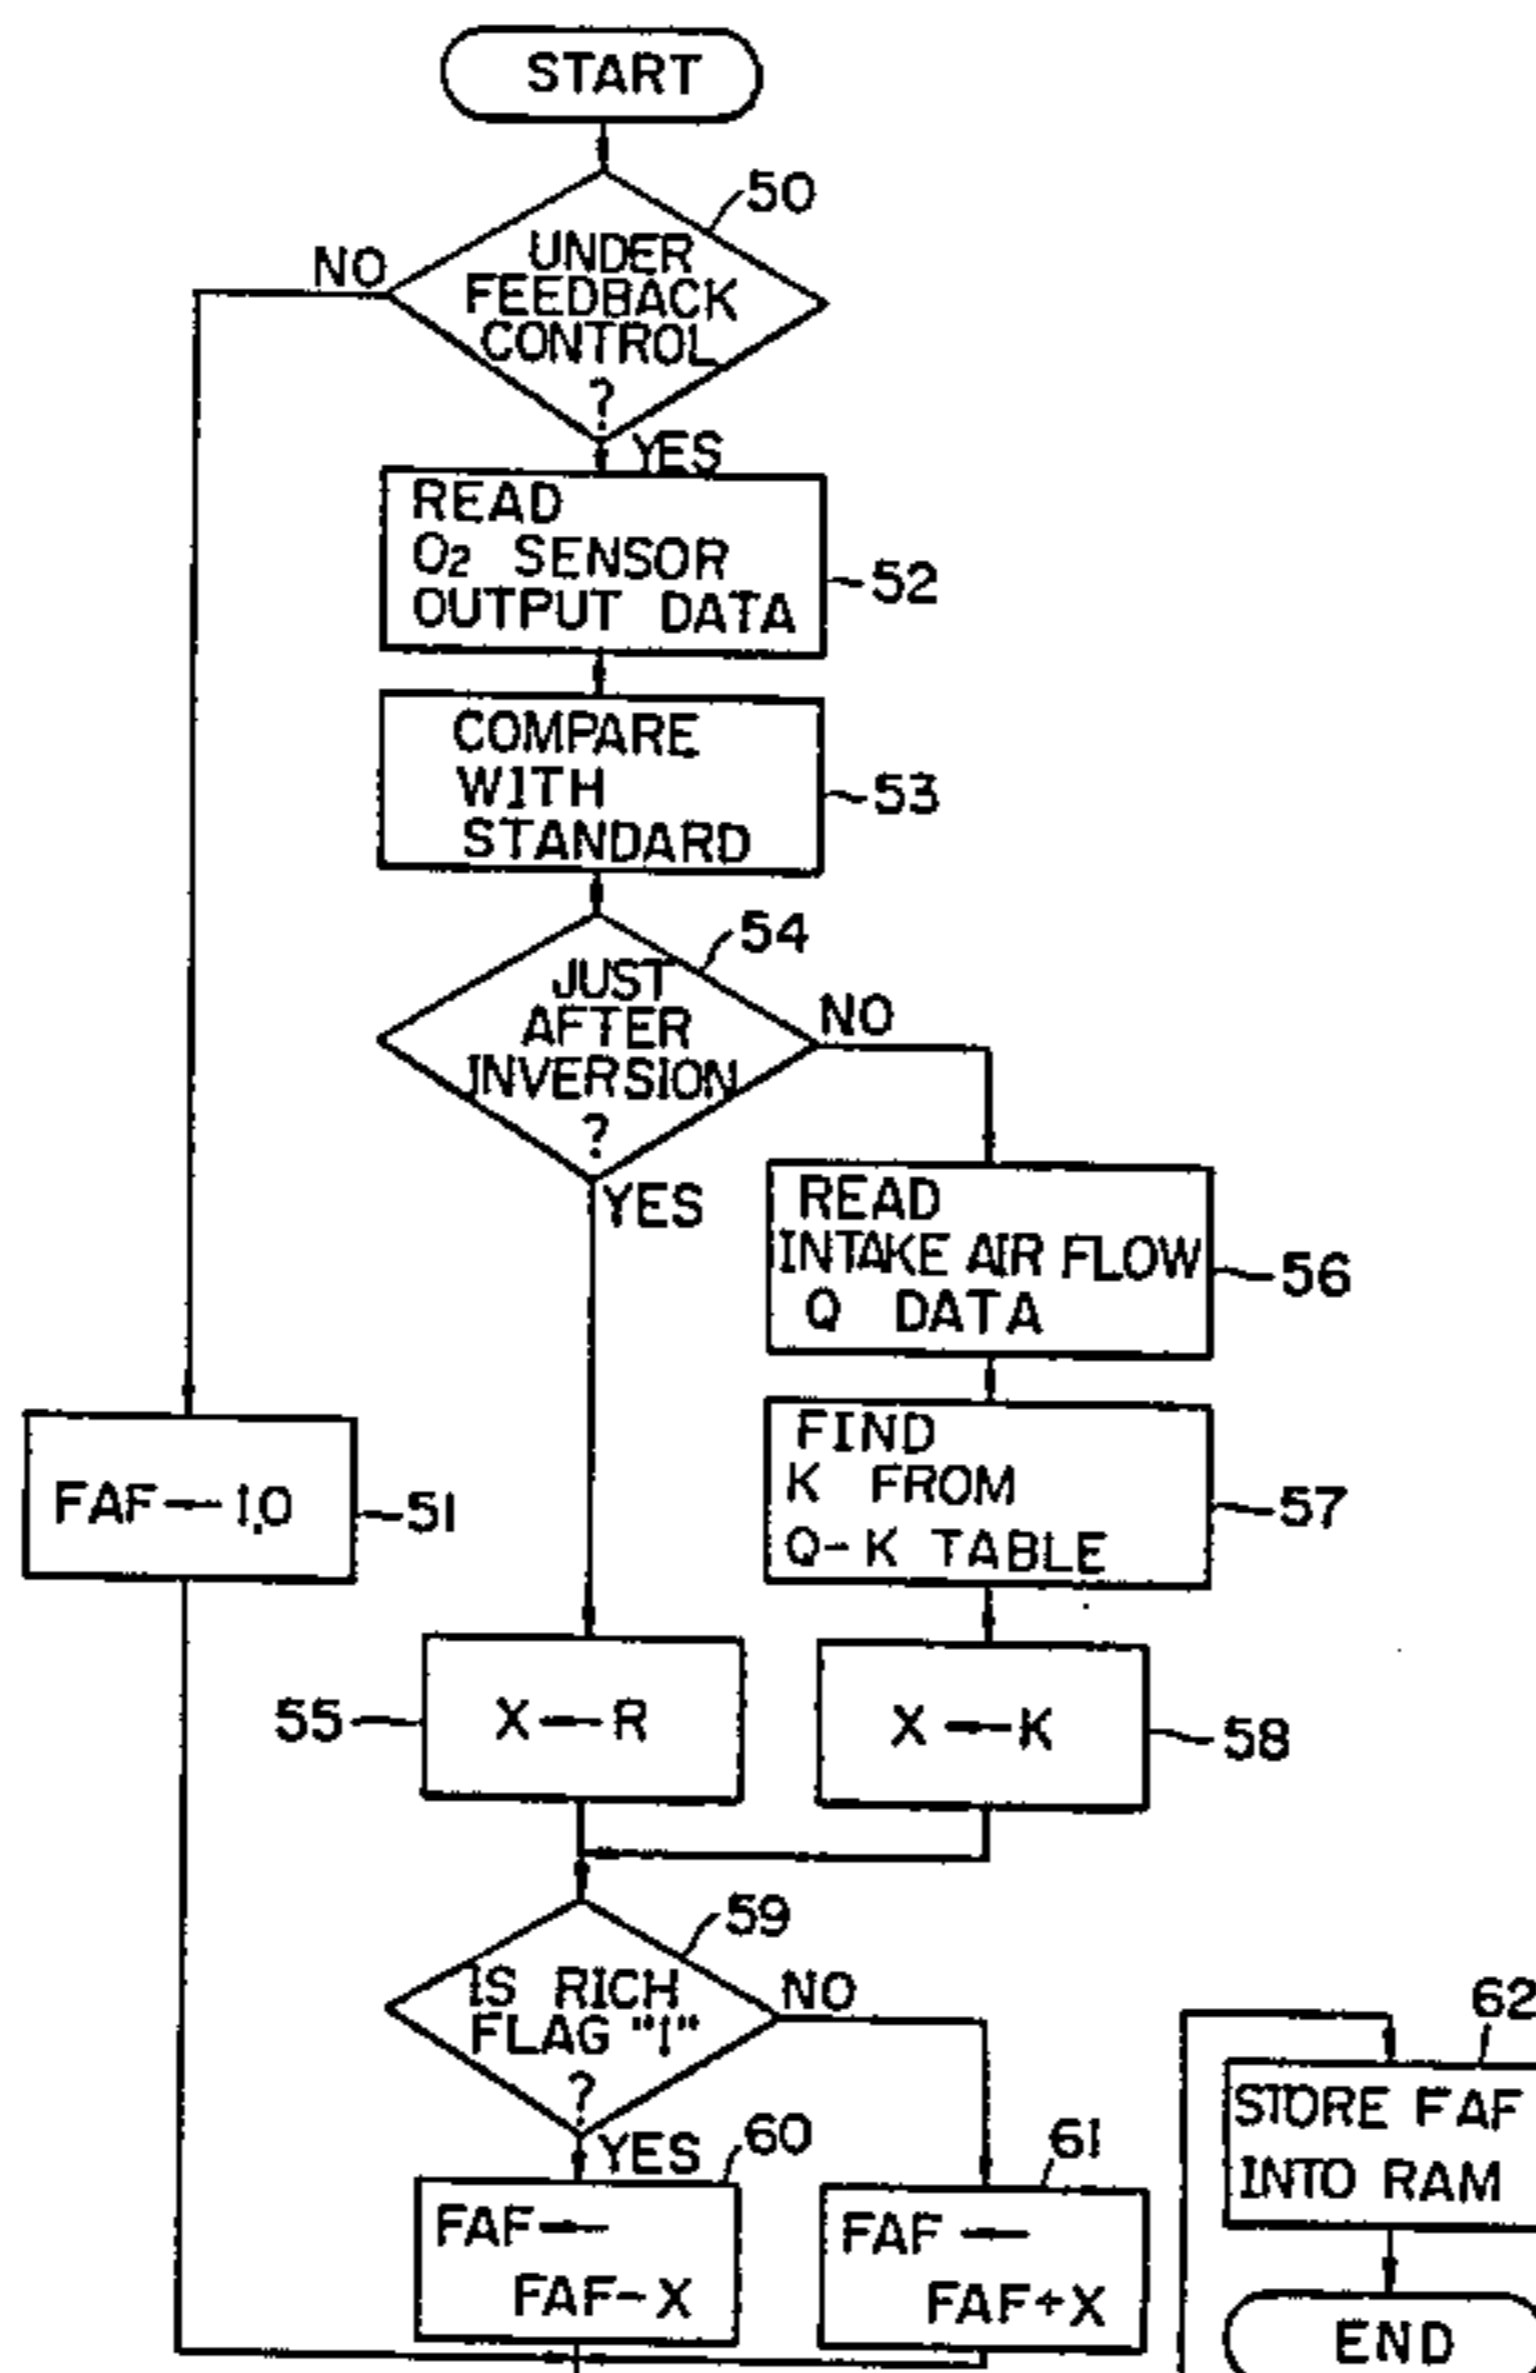 START
50
NO
UNDER
FEEDBACK
CONTROL
?
YES
READ
O2 SENSOR
OUTPUT DATA
52
COMPARE
WITH
STANDARD
53
54
JUST
AFTER
INVERSION
?
NO
YES
READ
INTAKE AIR FLOW
Q DATA
56
FIND
K FROM
Q-K TABLE
57
FAF ← 1.0
51
55
X ← R
X ← K
58
59
IS RICH
FLAG "1"
?
NO
YES
60
FAF ←
FAF - X
61
FAF ←
FAF + X
62
STORE FAF
INTO RAM
END